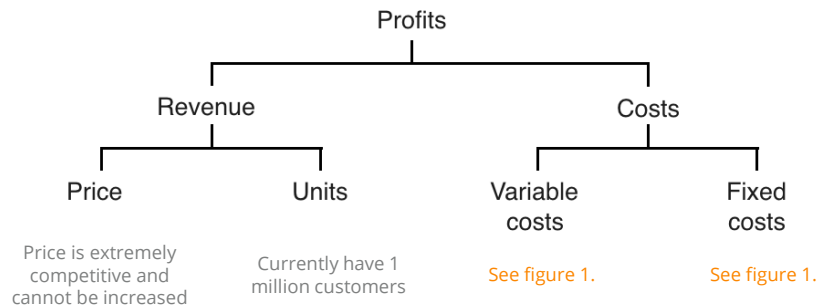 Profits
Revenue
Costs
Price
Units
Variable
costs
Fixed
costs
Price is extremely
competitive and
cannot be increased
Currently have 1
million customers
See figure 1.
See figure 1.